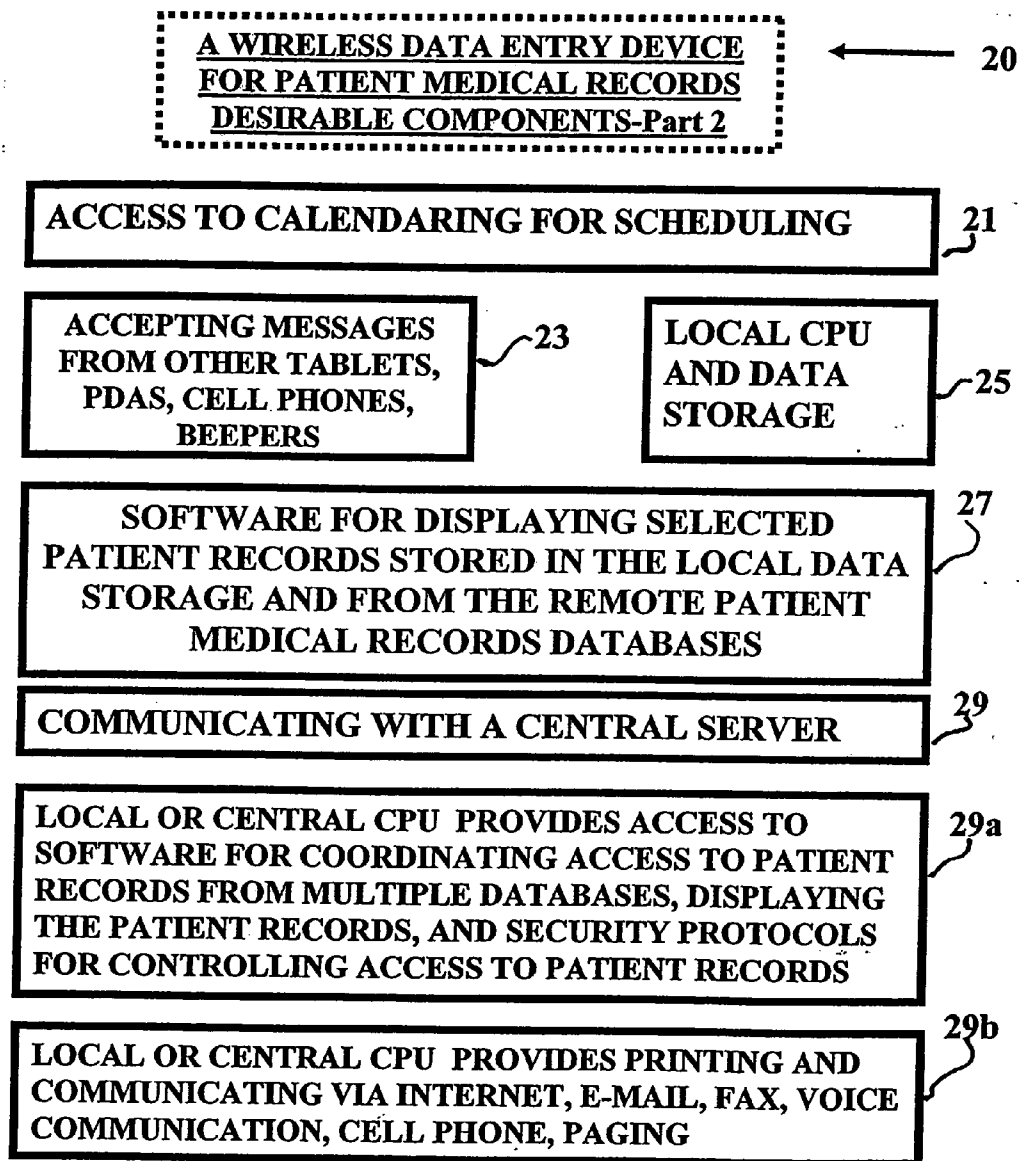 A WIRELESS DATA ENTRY DEVICE
FOR PATIENT MEDICAL RECORDS
DESIRABLE COMPONENTS-Part 2
20
ACCESS TO CALENDARING FOR SCHEDULING
21
ACCEPTING MESSAGES
FROM OTHER TABLETS,
PDAS, CELL PHONES,
BEEPERS
23
LOCAL CPU
AND DATA
STORAGE
25
SOFTWARE FOR DISPLAYING SELECTED
PATIENT RECORDS STORED IN THE LOCAL DATA
STORAGE AND FROM THE REMOTE PATIENT
MEDICAL RECORDS DATABASES
27
COMMUNICATING WITH A CENTRAL SERVER
29
LOCAL OR CENTRAL CPU PROVIDES ACCESS TO
SOFTWARE FOR COORDINATING ACCESS TO PATIENT
RECORDS FROM MULTIPLE DATABASES, DISPLAYING
THE PATIENT RECORDS, AND SECURITY PROTOCOLS
FOR CONTROLLING ACCESS TO PATIENT RECORDS
29a
LOCAL OR CENTRAL CPU PROVIDES PRINTING AND
COMMUNICATING VIA INTERNET, E-MAIL, FAX, VOICE
COMMUNICATION, CELL PHONE, PAGING
29b